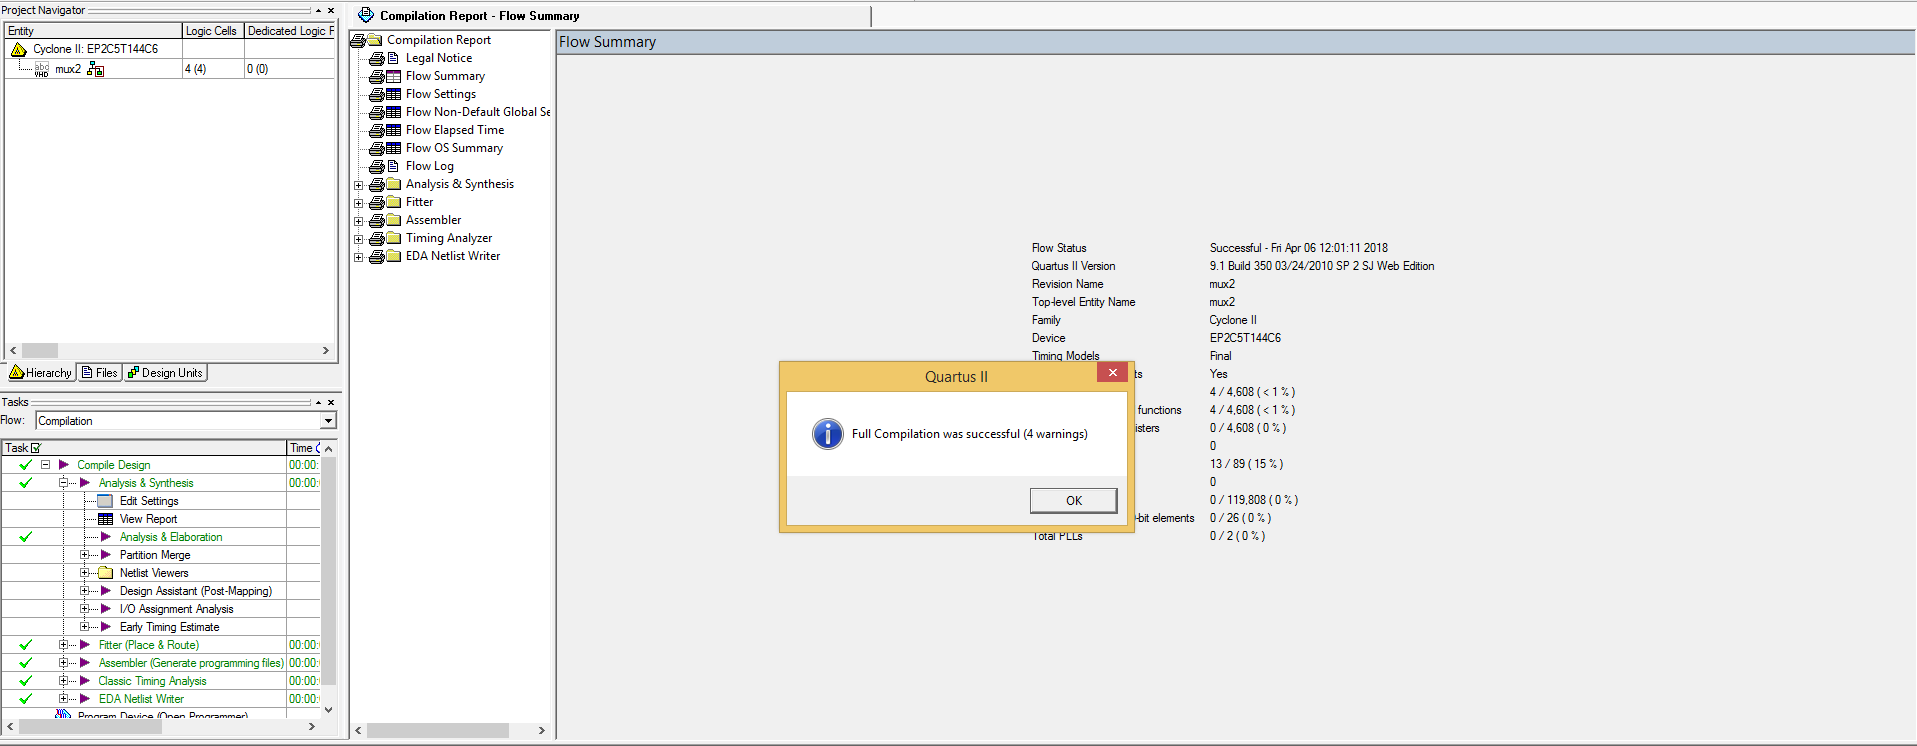 Project Navigator
Entity Logic Cells Dedicated Logic F
Cyclone II: EP2C5T144C6
abc VHD mux2 4 (4) 0 (0)
Hierarchy Files Design Units
Tasks
Flow: Compilation
Task Time
Compile Design 00:00:
Analysis & Synthesis 00:00:
Edit Settings
View Report
Analysis & Elaboration
Partition Merge
Netlist Viewers
Design Assistant (Post-Mapping)
I/O Assignment Analysis
Early Timing Estimate
Fitter (Place & Route) 00:00:
Assembler (Generate programming files) 00:00:
Classic Timing Analysis 00:00:
EDA Netlist Writer 00:00:
Program Device (Open Programmer)
Compilation Report - Flow Summary
Compilation Report
Legal Notice
Flow Summary
Flow Settings
Flow Non-Default Global Se
Flow Elapsed Time
Flow OS Summary
Flow Log
Analysis & Synthesis
Fitter
Assembler
Timing Analyzer
EDA Netlist Writer
Flow Summary
Flow Status Successful - Fri Apr 06 12:01:11 2018
Quartus II Version 9.1 Build 350 03/24/2010 SP 2 SJ Web Edition
Revision Name mux2
Top-level Entity Name mux2
Family Cyclone II
Device EP2C5T144C6
Timing Models Final
ts Yes
4 / 4,608 ( < 1 % )
functions 4 / 4,608 ( < 1 % )
isters 0 / 4,608 ( 0 % )
0
13 / 89 ( 15 % )
0
0 / 119,808 ( 0 % )
-bit elements 0 / 26 ( 0 % )
Total PLLs 0 / 2 ( 0 % )
Quartus II
Full Compilation was successful (4 warnings)
OK